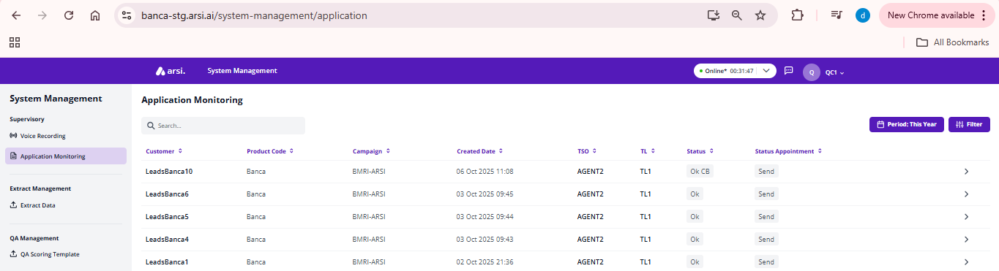 banca-stg.arsi.ai/system-management/application
d
New Chrome available
All Bookmarks
arsi. System Management Online* 00:31:47 Q QC1
System Management
Supervisory
Voice Recording
Application Monitoring
Extract Management
Extract Data
QA Management
QA Scoring Template
Application Monitoring
Search...
Period: This Year Filter
Customer Product Code Campaign Created Date TSO TL Status Status Appointment
LeadsBanca10 Banca BMRI-ARSI 06 Oct 2025 11:08 AGENT2 TL1 Ok CB Send
LeadsBanca6 Banca BMRI-ARSI 03 Oct 2025 09:45 AGENT2 TL1 Ok Send
LeadsBanca5 Banca BMRI-ARSI 03 Oct 2025 09:44 AGENT2 TL1 Ok Send
LeadsBanca4 Banca BMRI-ARSI 03 Oct 2025 09:43 AGENT2 TL1 Ok Send
LeadsBanca1 Banca BMRI-ARSI 02 Oct 2025 21:36 AGENT2 TL1 Ok Send